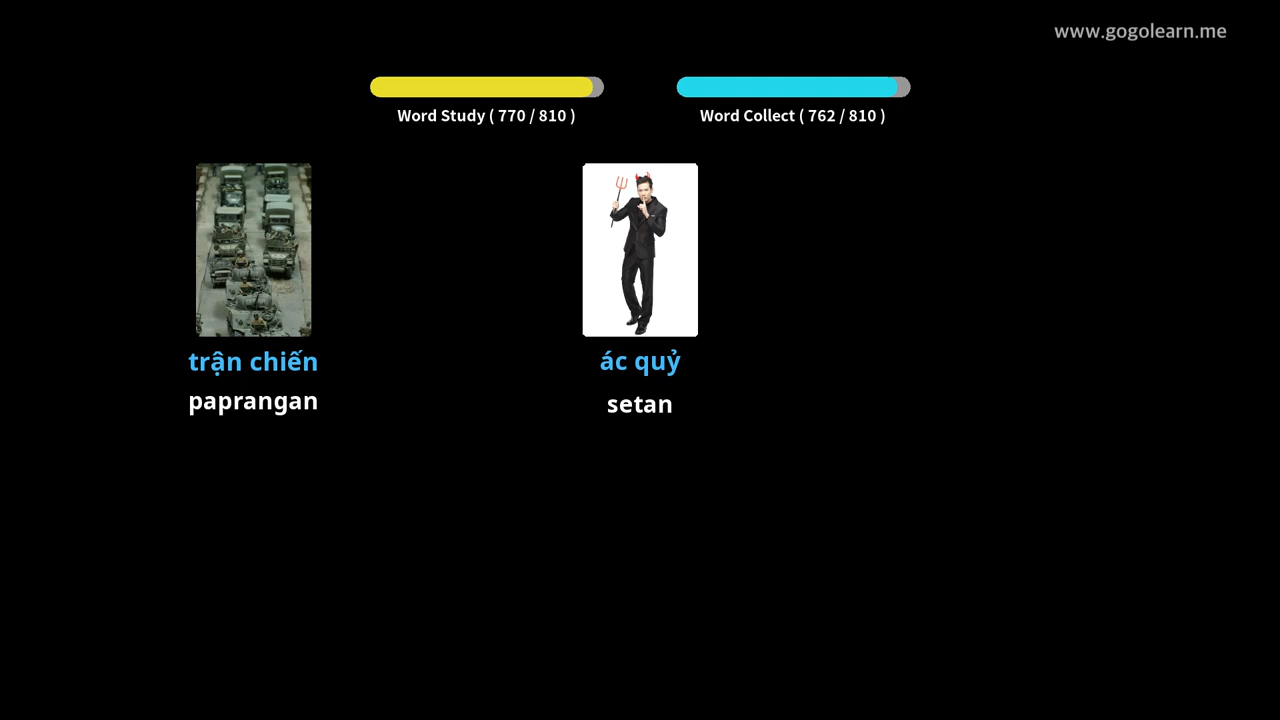 www.gogolearn.me
Word Study ( 770 / 810 )
Word Collect ( 762 / 810 )
trận chiến
paprangan
ác quỷ
setan